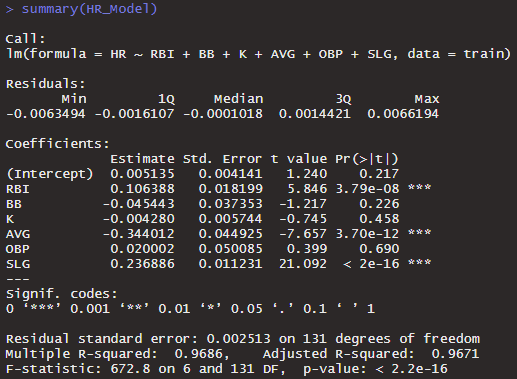 > summary(HR_Model)
Call:
lm(formula = HR ~ RBI + BB + K + AVG + OBP + SLG, data = train)
Residuals:
Min 1Q Median 3Q Max
-0.0063494 -0.0016107 -0.0001018 0.0014421 0.0066194
Coefficients:
Estimate Std. Error t value Pr(>|t|)
(Intercept) 0.005135 0.004141 1.240 0.217
RBI 0.106388 0.018199 5.846 3.79e-08 ***
BB -0.045443 0.037353 -1.217 0.226
K -0.004280 0.005744 -0.745 0.458
AVG -0.344012 0.044925 -7.657 3.70e-12 ***
OBP 0.020002 0.050085 0.399 0.690
SLG 0.236886 0.011231 21.092 < 2e-16 ***
---
Signif. codes:
0 ‘***’ 0.001 ‘**’ 0.01 ‘*’ 0.05 ‘.’ 0.1 ‘ ’ 1
Residual standard error: 0.002513 on 131 degrees of freedom
Multiple R-squared: 0.9686, Adjusted R-squared: 0.9671
F-statistic: 672.8 on 6 and 131 DF, p-value: < 2.2e-16